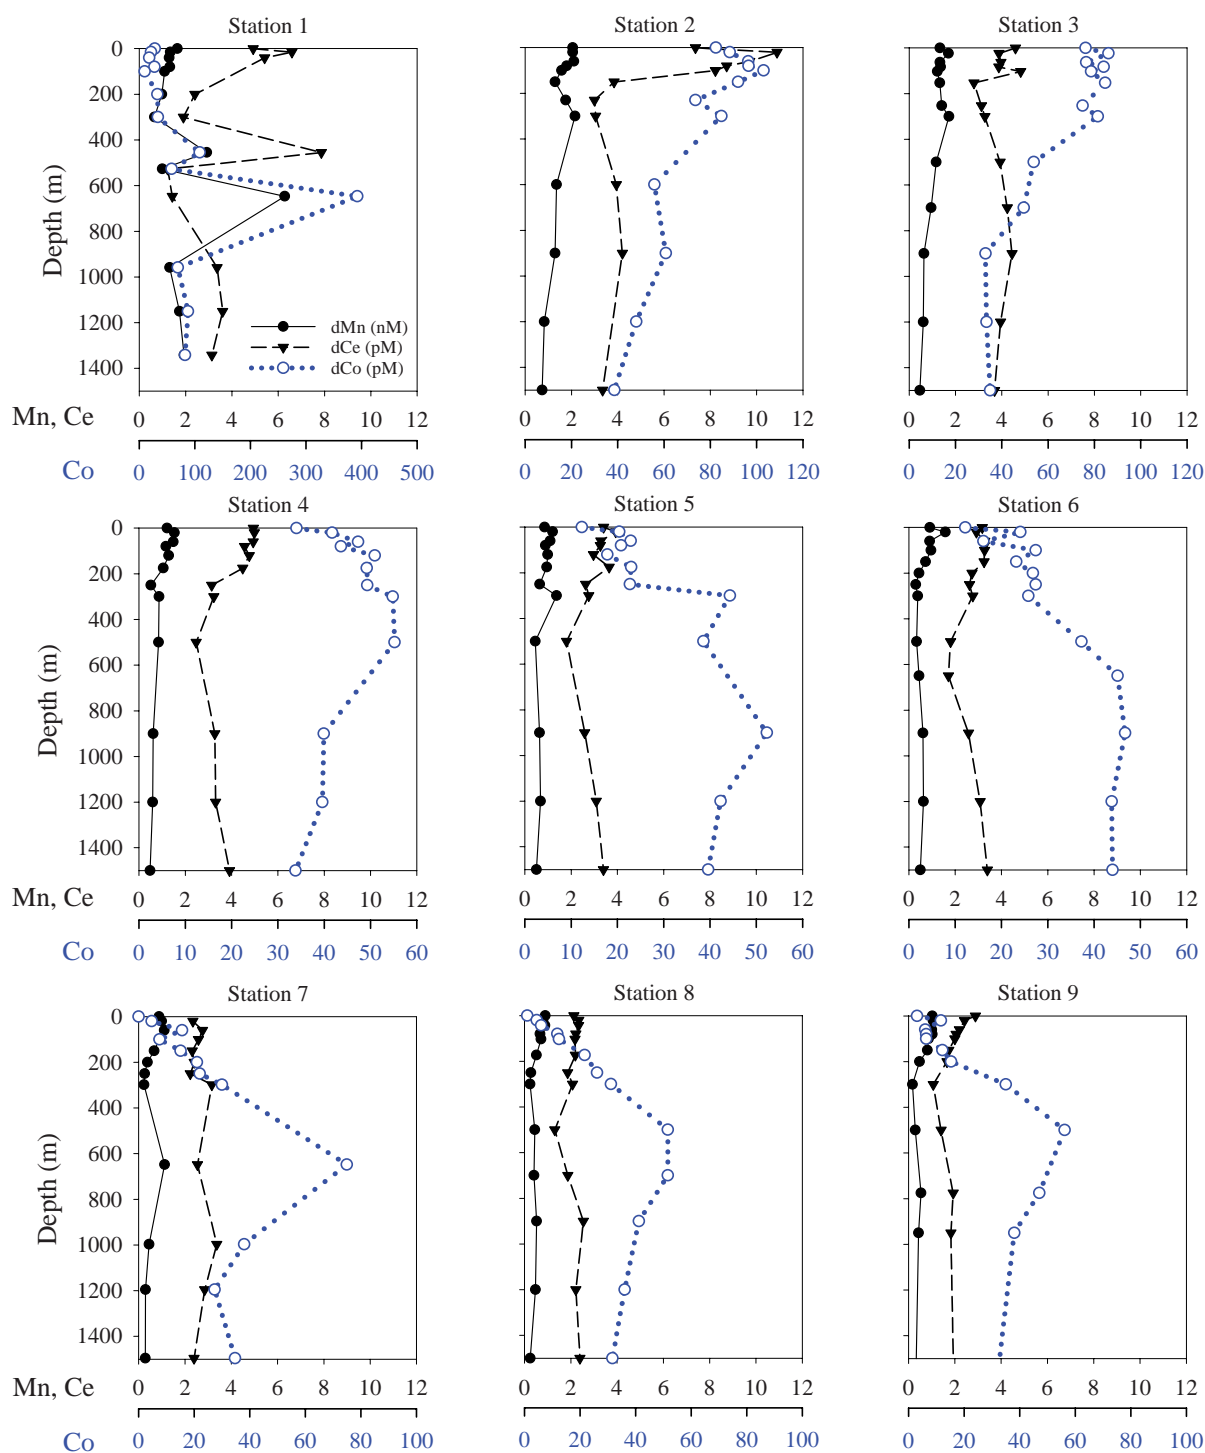 Station 1 Station 2 Station 3
0
200
400
600
800
1000
1200
1400
Depth (m)
dMn (nM)
dCe (pM)
dCo (pM)
Mn, Ce 0 2 4 6 8 10 12 0 2 4 6 8 10 12 0 2 4 6 8 10 12
Co 0 100 200 300 400 500 0 20 40 60 80 100 120 0 20 40 60 80 100 120
Station 4 Station 5 Station 6
0
200
400
600
800
1000
1200
1400
Depth (m)
Mn, Ce 0 2 4 6 8 10 12 0 2 4 6 8 10 12 0 2 4 6 8 10 12
Co 0 10 20 30 40 50 60 0 20 40 60 80 100 0 10 20 30 40 50 60
Station 7 Station 8 Station 9
0
200
400
600
800
1000
1200
1400
Depth (m)
Mn, Ce 0 2 4 6 8 10 12 0 2 4 6 8 10 12 0 2 4 6 8 10 12
Co 0 20 40 60 80 100 0 20 40 60 80 100 0 20 40 60 80 100